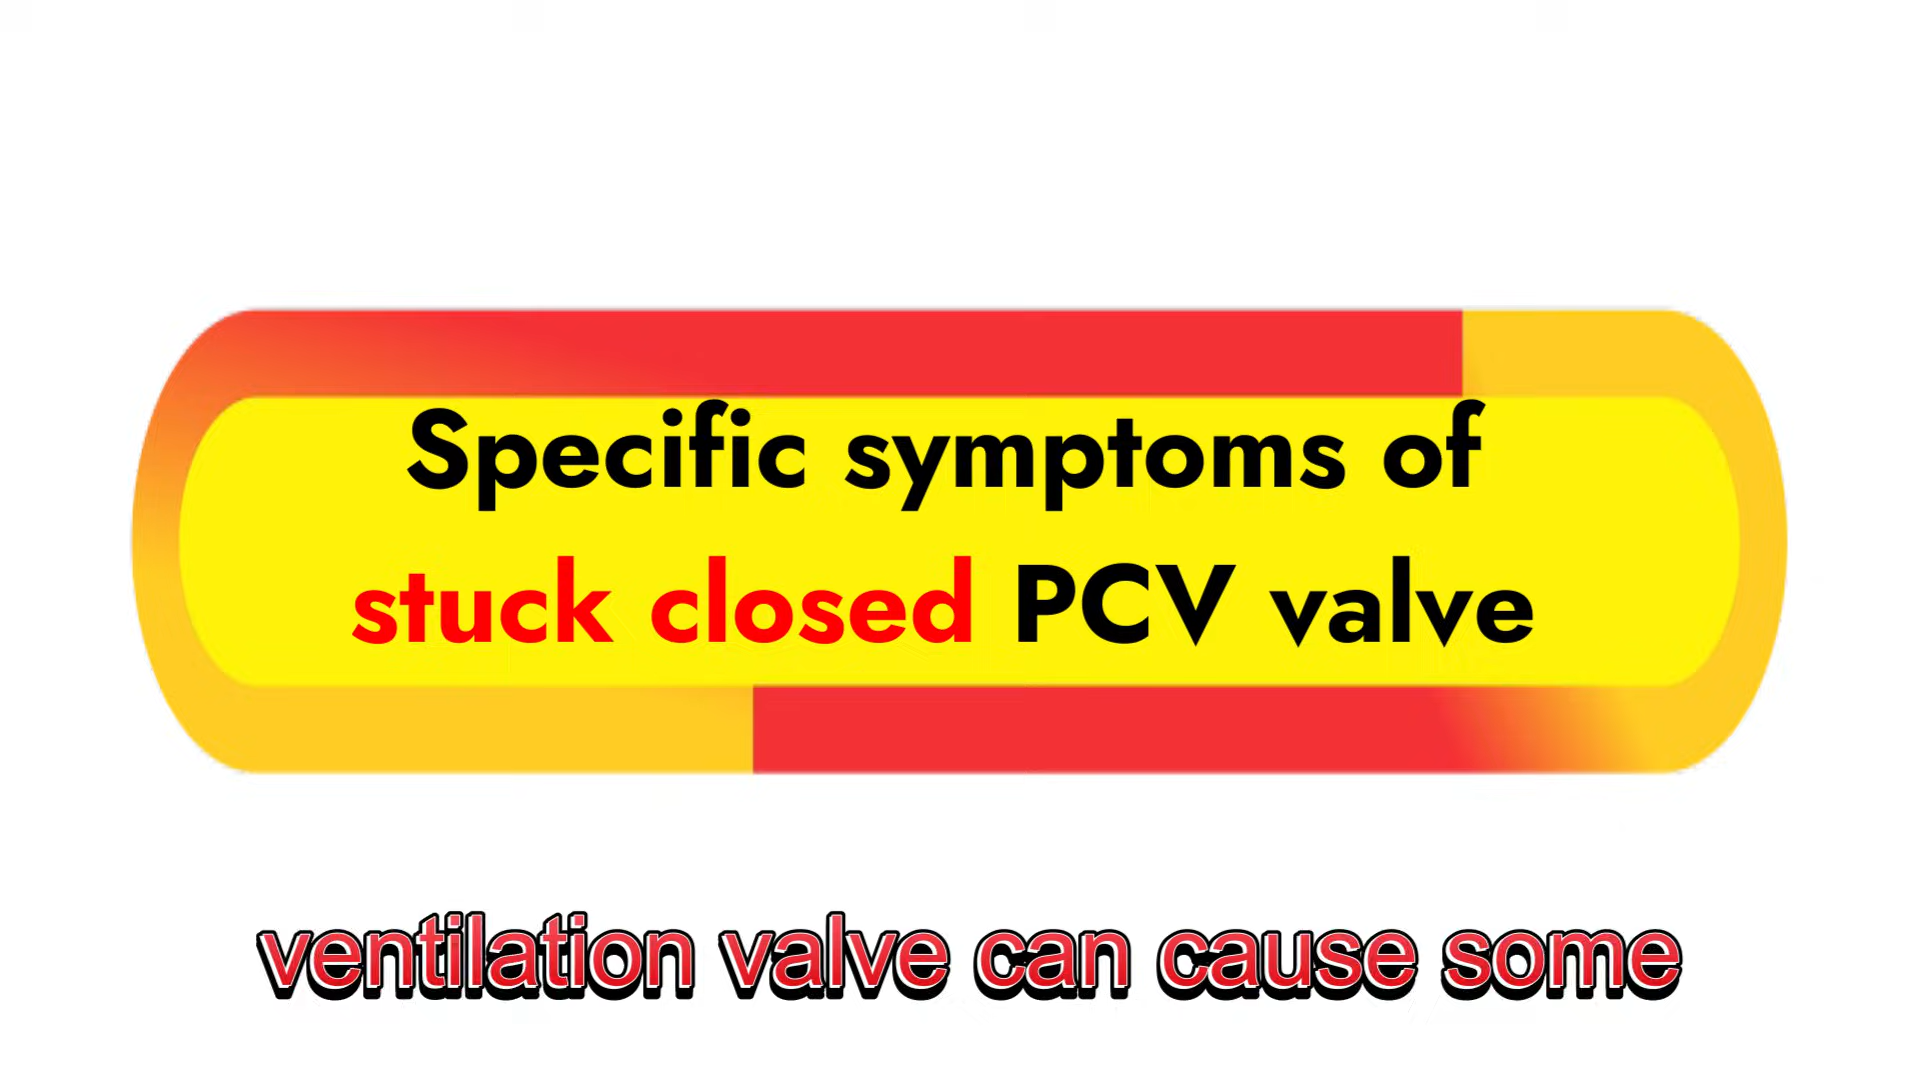 Specific symptoms of
stuck closed PCV valve
ventilation valve can cause some